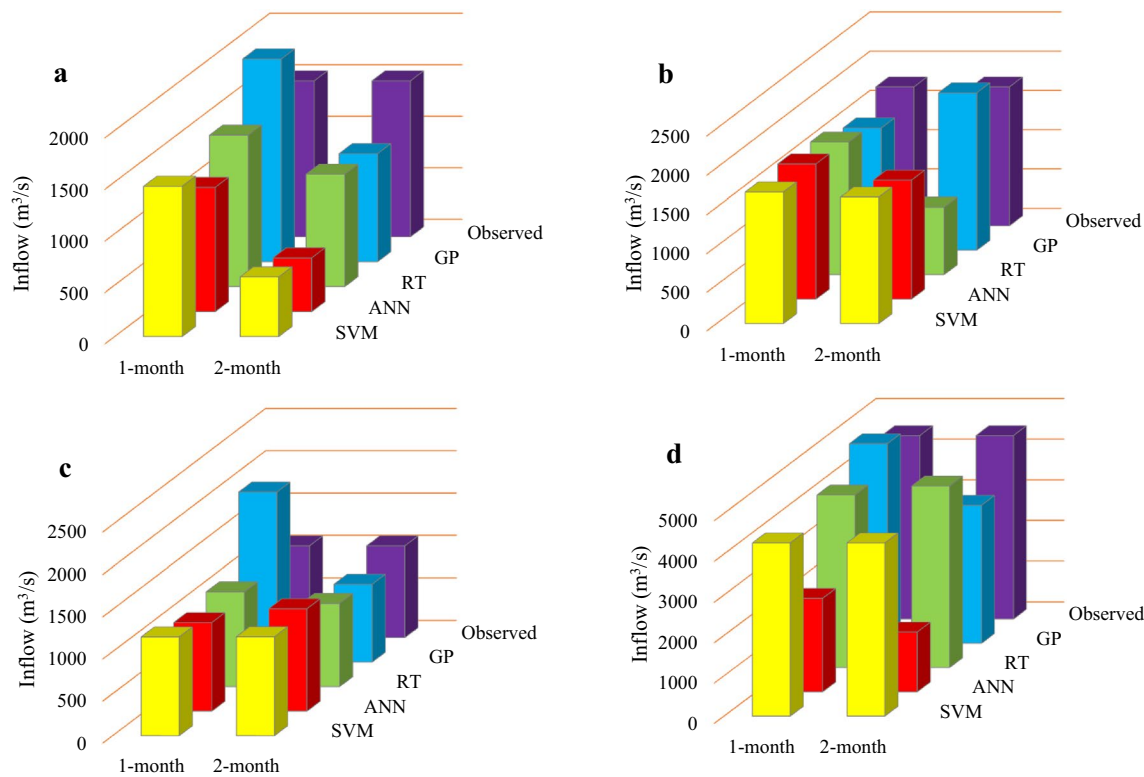 a
2000
1500
1000
500
0
Inflow (m³/s)
Observed
GP
RT
ANN
SVM
1-month 2-month
b
2500
2000
1500
1000
500
0
Inflow (m³/s)
Observed
GP
RT
ANN
SVM
1-month 2-month
c
2500
2000
1500
1000
500
0
Inflow (m³/s)
Observed
GP
RT
ANN
SVM
1-month 2-month
d
5000
4000
3000
2000
1000
0
Inflow (m³/s)
Observed
GP
RT
ANN
SVM
1-month 2-month